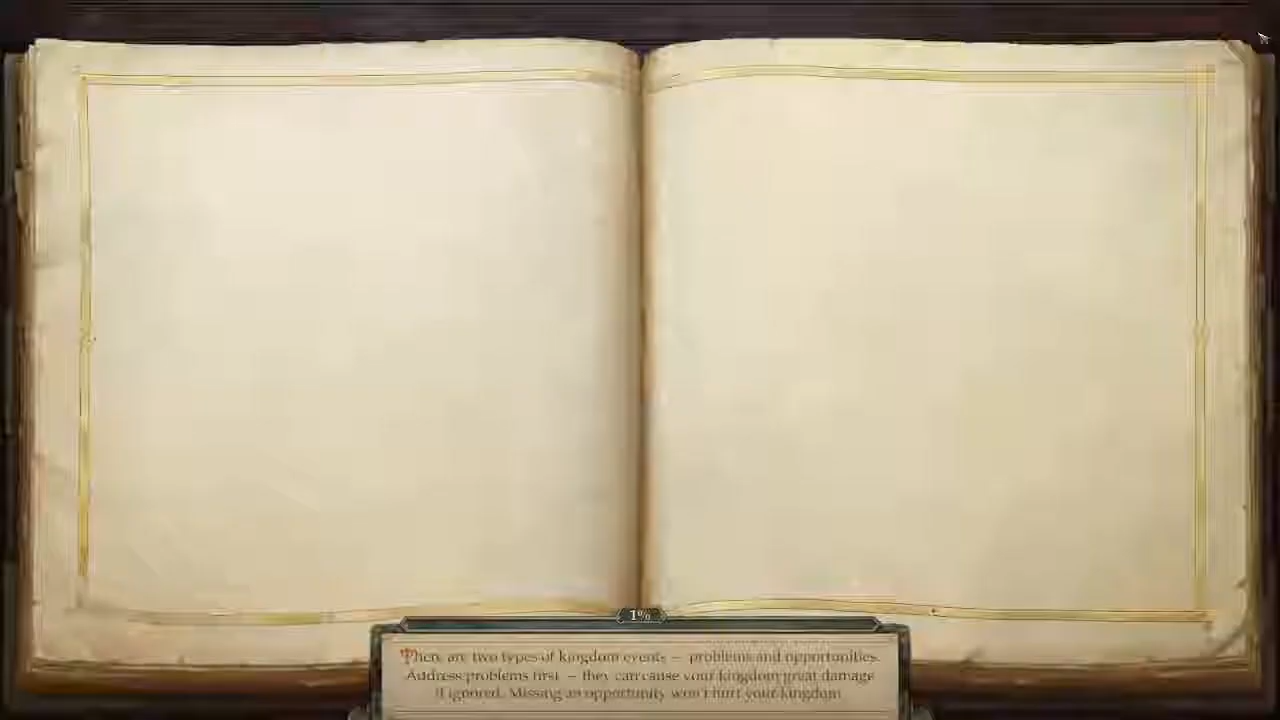 1%
There are two types of kingdom events – problems and opportunities.
Address problems first – they can cause your kingdom great damage
if ignored. Missing an opportunity won't hurt your kingdom